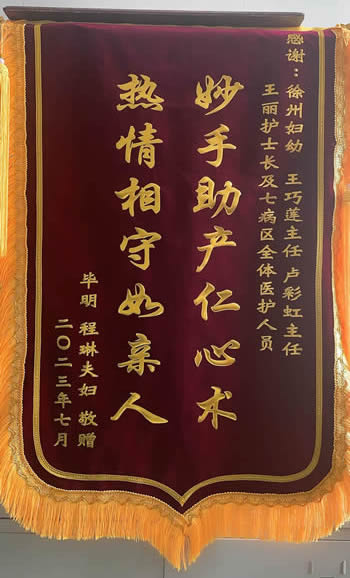 感谢：徐州妇幼 王巧莲主任 卢彩虹主任
王丽护士长及七病区全体医护人员
妙手助产仁心术
热情相守如亲人
毕明 程琳夫妇 敬赠
二〇二三年七月